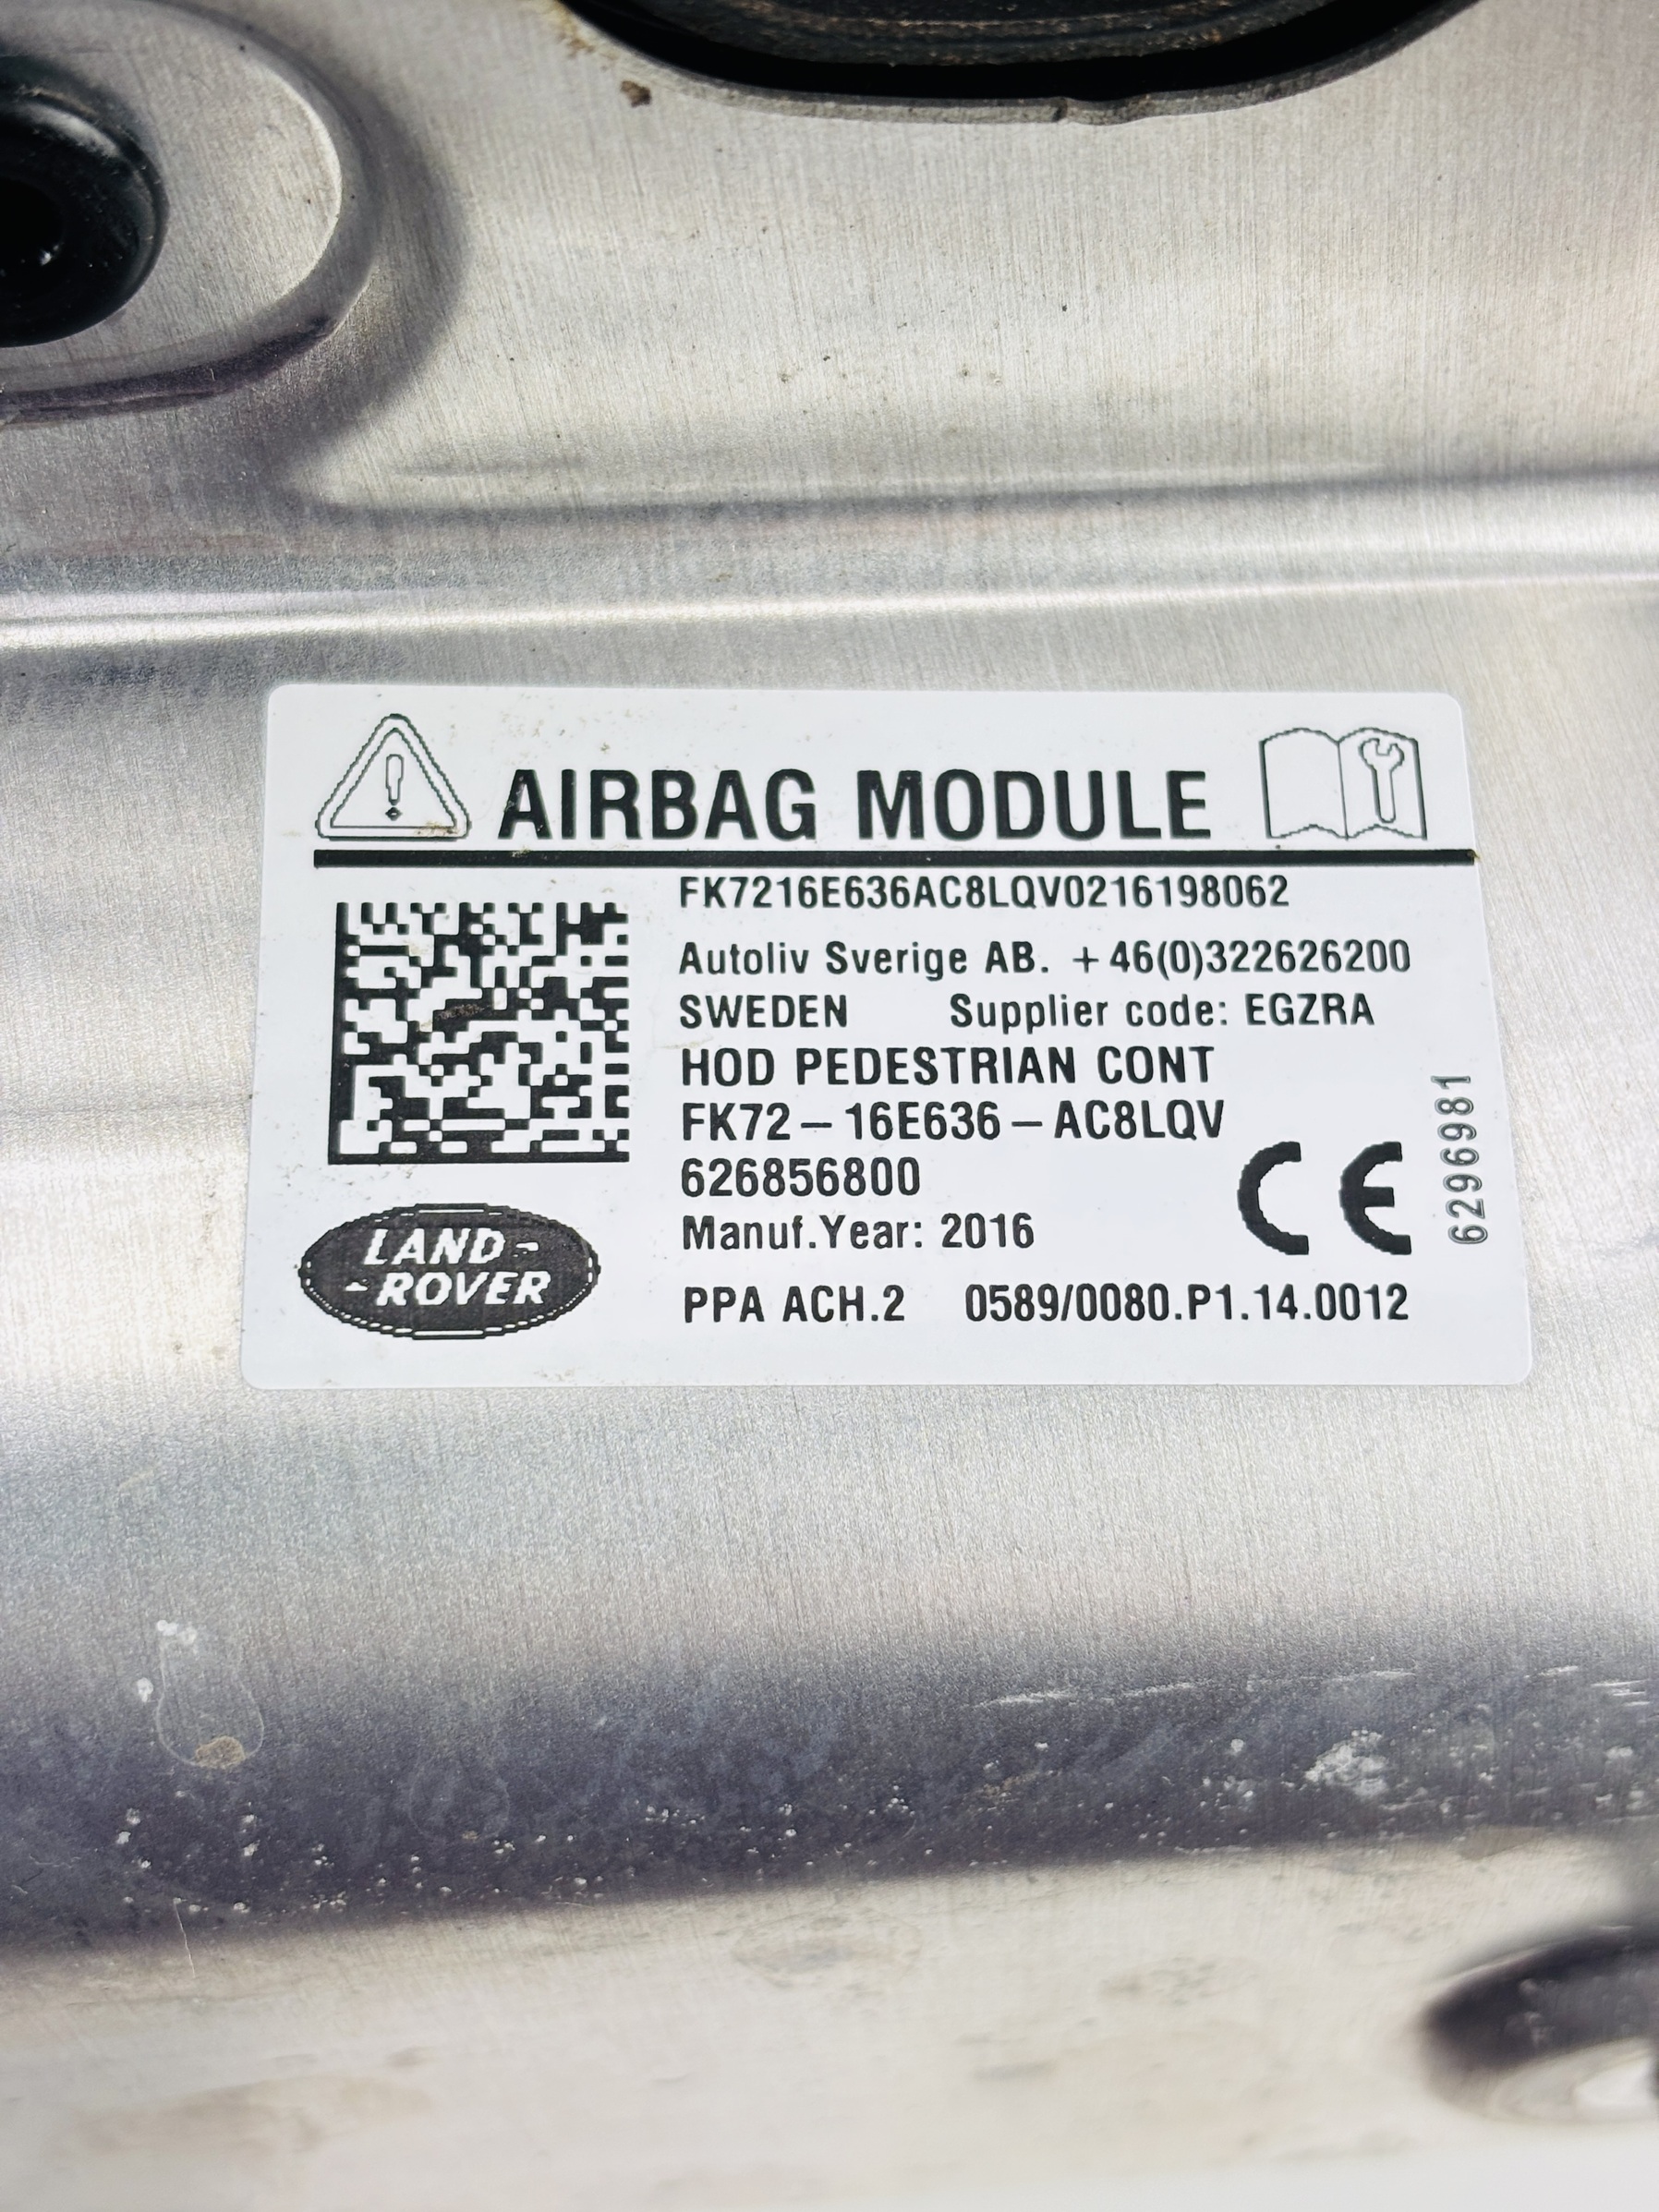 AIRBAG MODULE
FK7216E636AC8LQV0216198062
Autoliv Sverige AB. +46(0)322626200
SWEDEN Supplier code: EGZRA
HOD PEDESTRIAN CONT
FK72-16E636-AC8LQV
626856800
Manuf.Year: 2016
PPA ACH.2 0589/0080.P1.14.0012
CE
6296981
LAND-
-ROVER